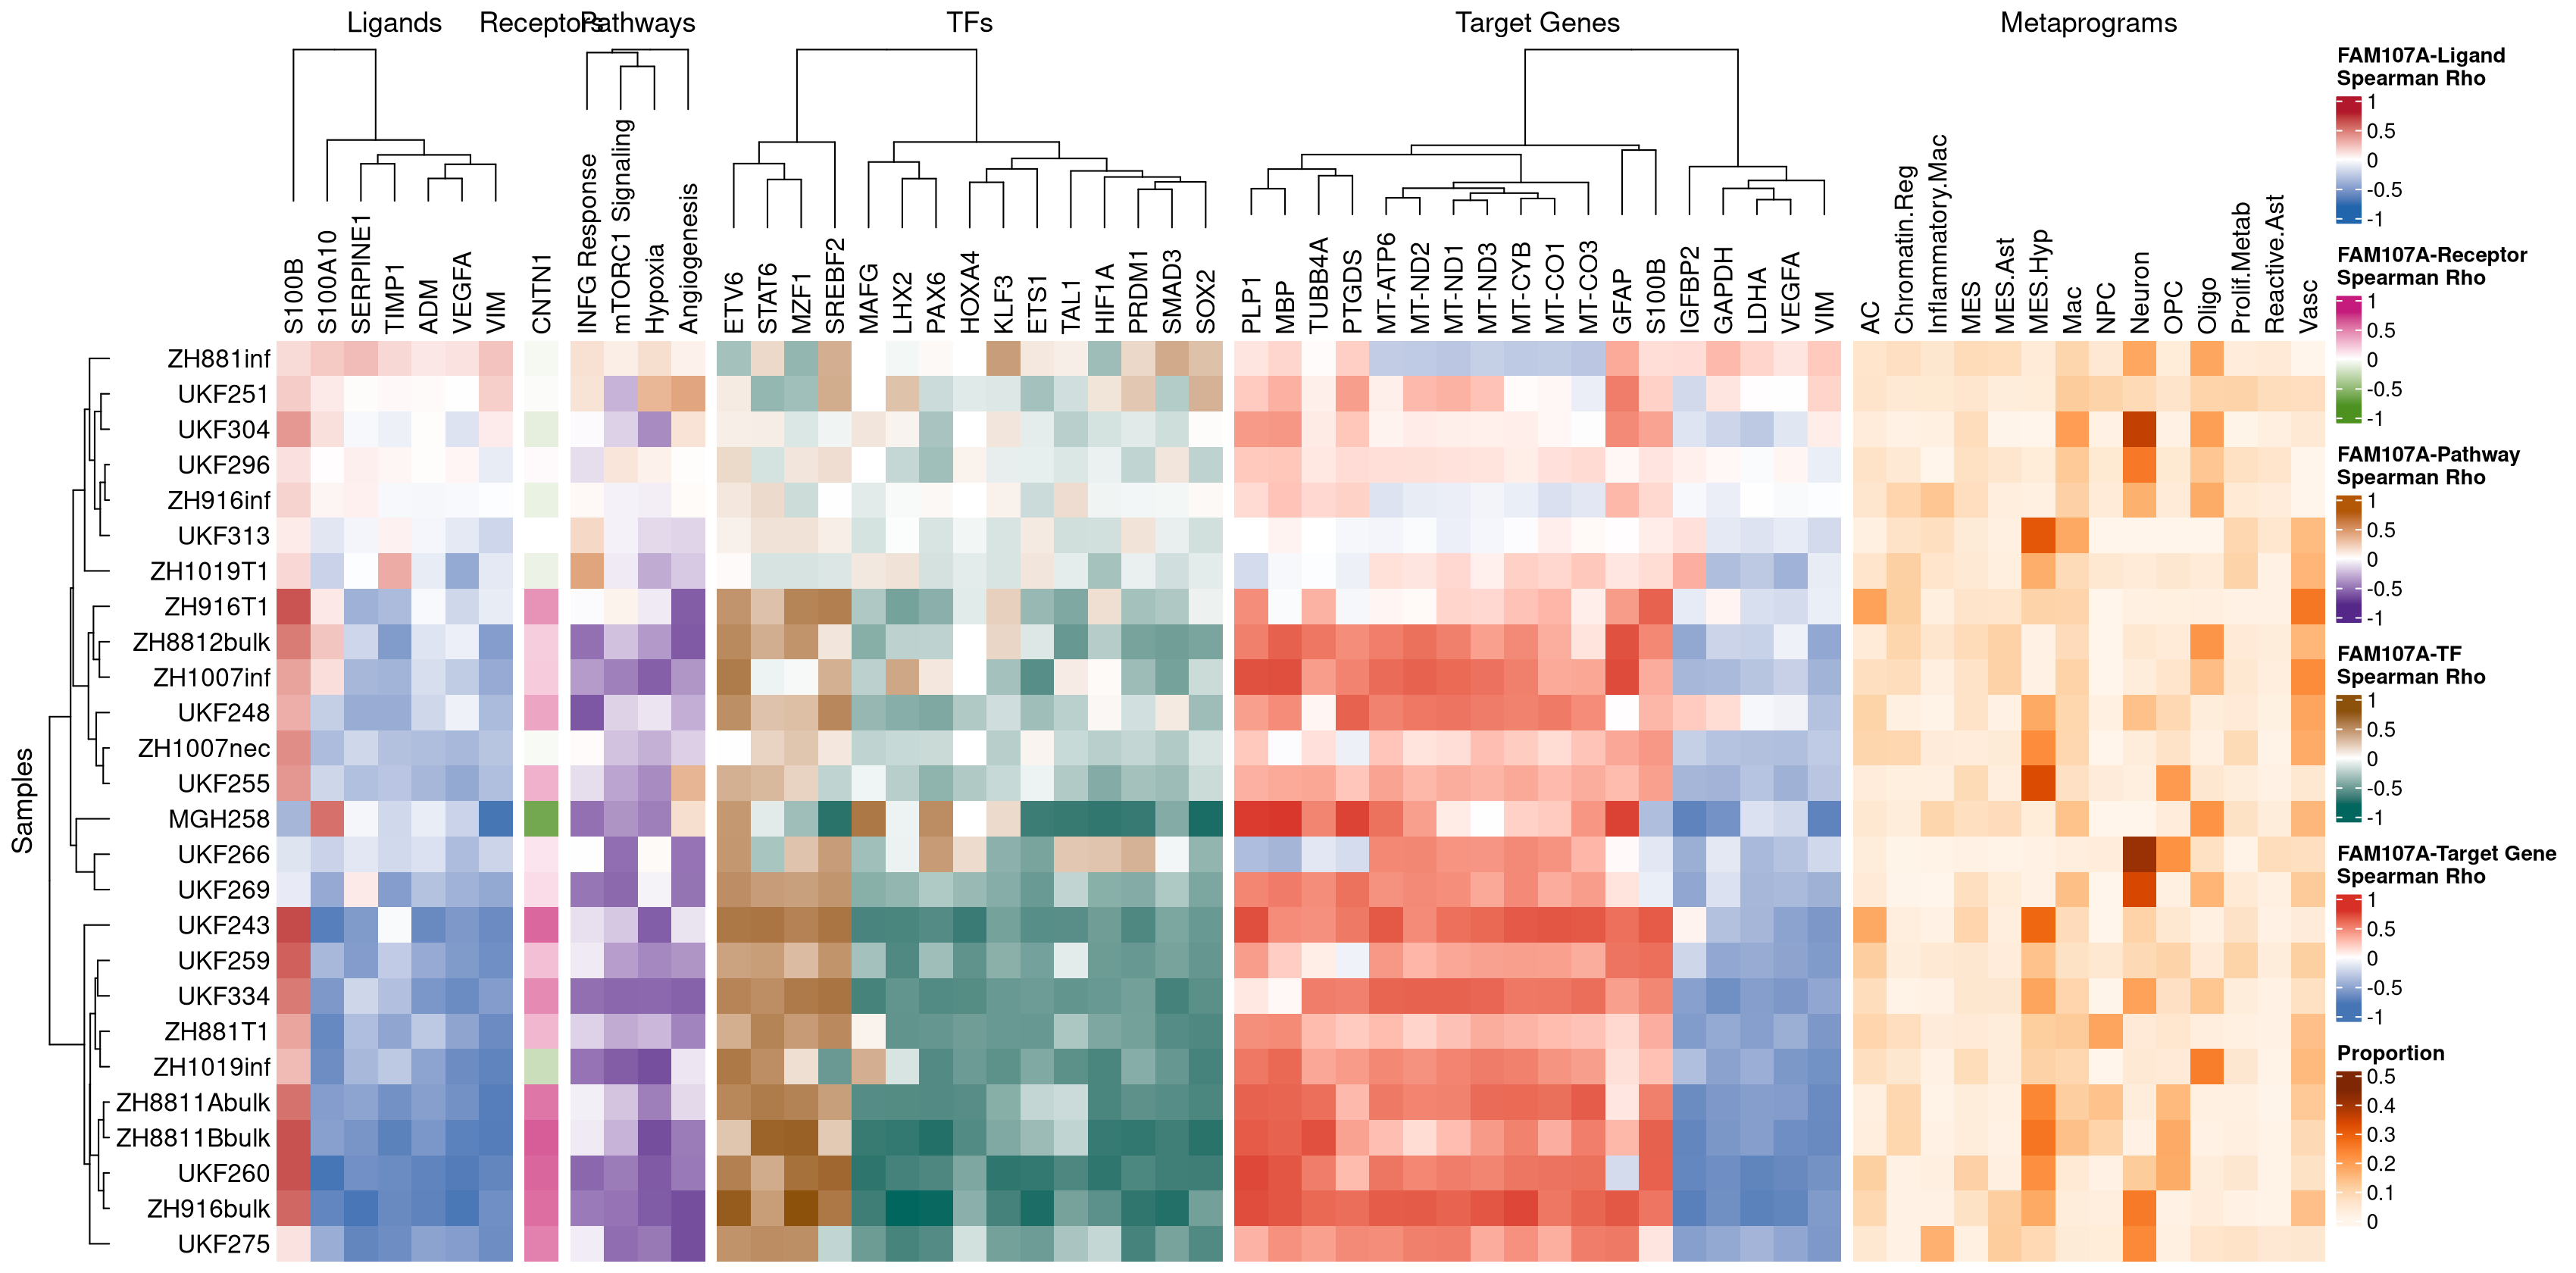 Ligands Receptors Pathways TFs Target Genes Metaprograms
S100B S100A10 SERPINE1 TIMP1 ADM VEGFA VIM
CNTN1
INFG Response mTORC1 Signaling Hypoxia Angiogenesis
ETV6 STAT6 MZF1 SREBF2 MAFG LHX2 PAX6 HOXA4 KLF3 ETS1 TAL1 HIF1A PRDM1 SMAD3 SOX2
PLP1 MBP TUBB4A PTGDS MT-ATP6 MT-ND2 MT-ND1 MT-ND3 MT-CYB MT-CO1 MT-CO3 GFAP S100B IGFBP2 GAPDH LDHA VEGFA VIM
AC Chromatin.Reg Inflammatory.Mac MES MES.Ast MES.Hyp Mac NPC Neuron OPC Oligo Prolif.Metab Reactive.Ast Vasc
Samples
ZH881inf
UKF251
UKF304
UKF296
ZH916inf
UKF313
ZH1019T1
ZH916T1
ZH8812bulk
ZH1007inf
UKF248
ZH1007nec
UKF255
MGH258
UKF266
UKF269
UKF243
UKF259
UKF334
ZH881T1
ZH1019inf
ZH8811Abulk
ZH8811Bbulk
UKF260
ZH916bulk
UKF275
FAM107A-Ligand
Spearman Rho
1
0.5
0
-0.5
-1
FAM107A-Receptor
Spearman Rho
1
0.5
0
-0.5
-1
FAM107A-Pathway
Spearman Rho
1
0.5
0
-0.5
-1
FAM107A-TF
Spearman Rho
1
0.5
0
-0.5
-1
FAM107A-Target Gene
Spearman Rho
1
0.5
0
-0.5
-1
Proportion
0.5
0.4
0.3
0.2
0.1
0